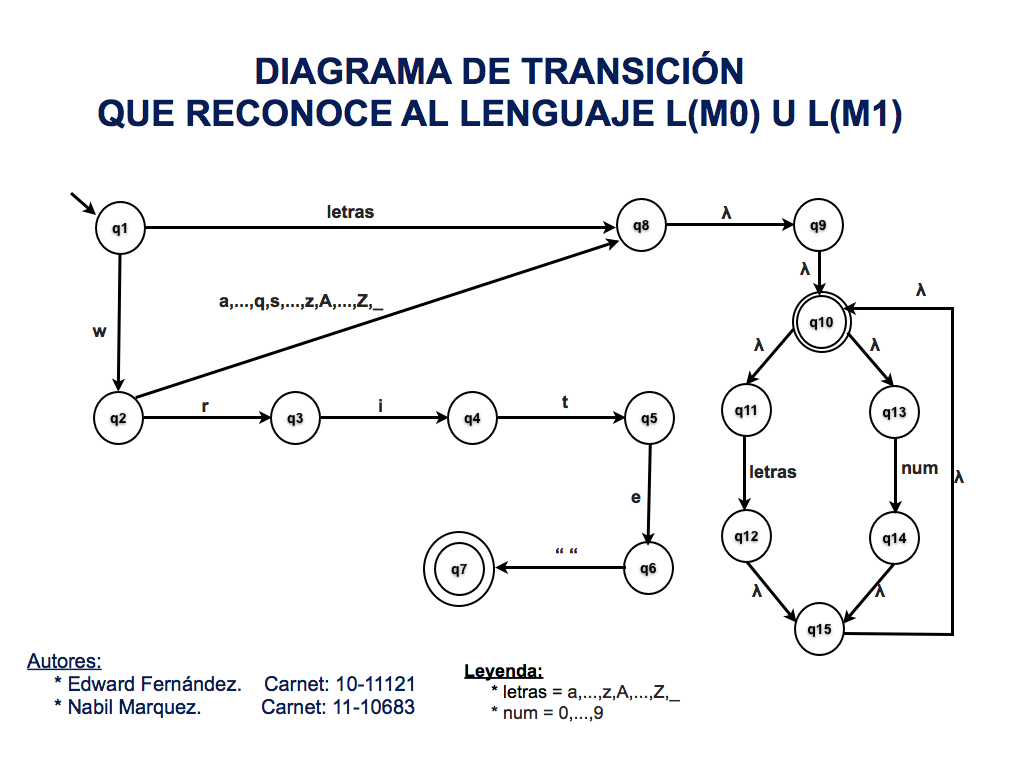 DIAGRAMA DE TRANSICIÓN
QUE RECONOCE AL LENGUAJE L(M0) U L(M1)
q1
letras
q8
λ
q9
λ
w
a,...,q,s,...,z,A,...,Z,_
q10
λ
λ
λ
q2
r
q3
i
q4
t
q5
q11
q13
e
letras
num
λ
q7
“ “
q6
q12
q14
λ
λ
q15
Autores:
* Edward Fernández. Carnet: 10-11121
* Nabil Marquez. Carnet: 11-10683
Leyenda:
* letras = a,...,z,A,...,Z,_
* num = 0,...,9